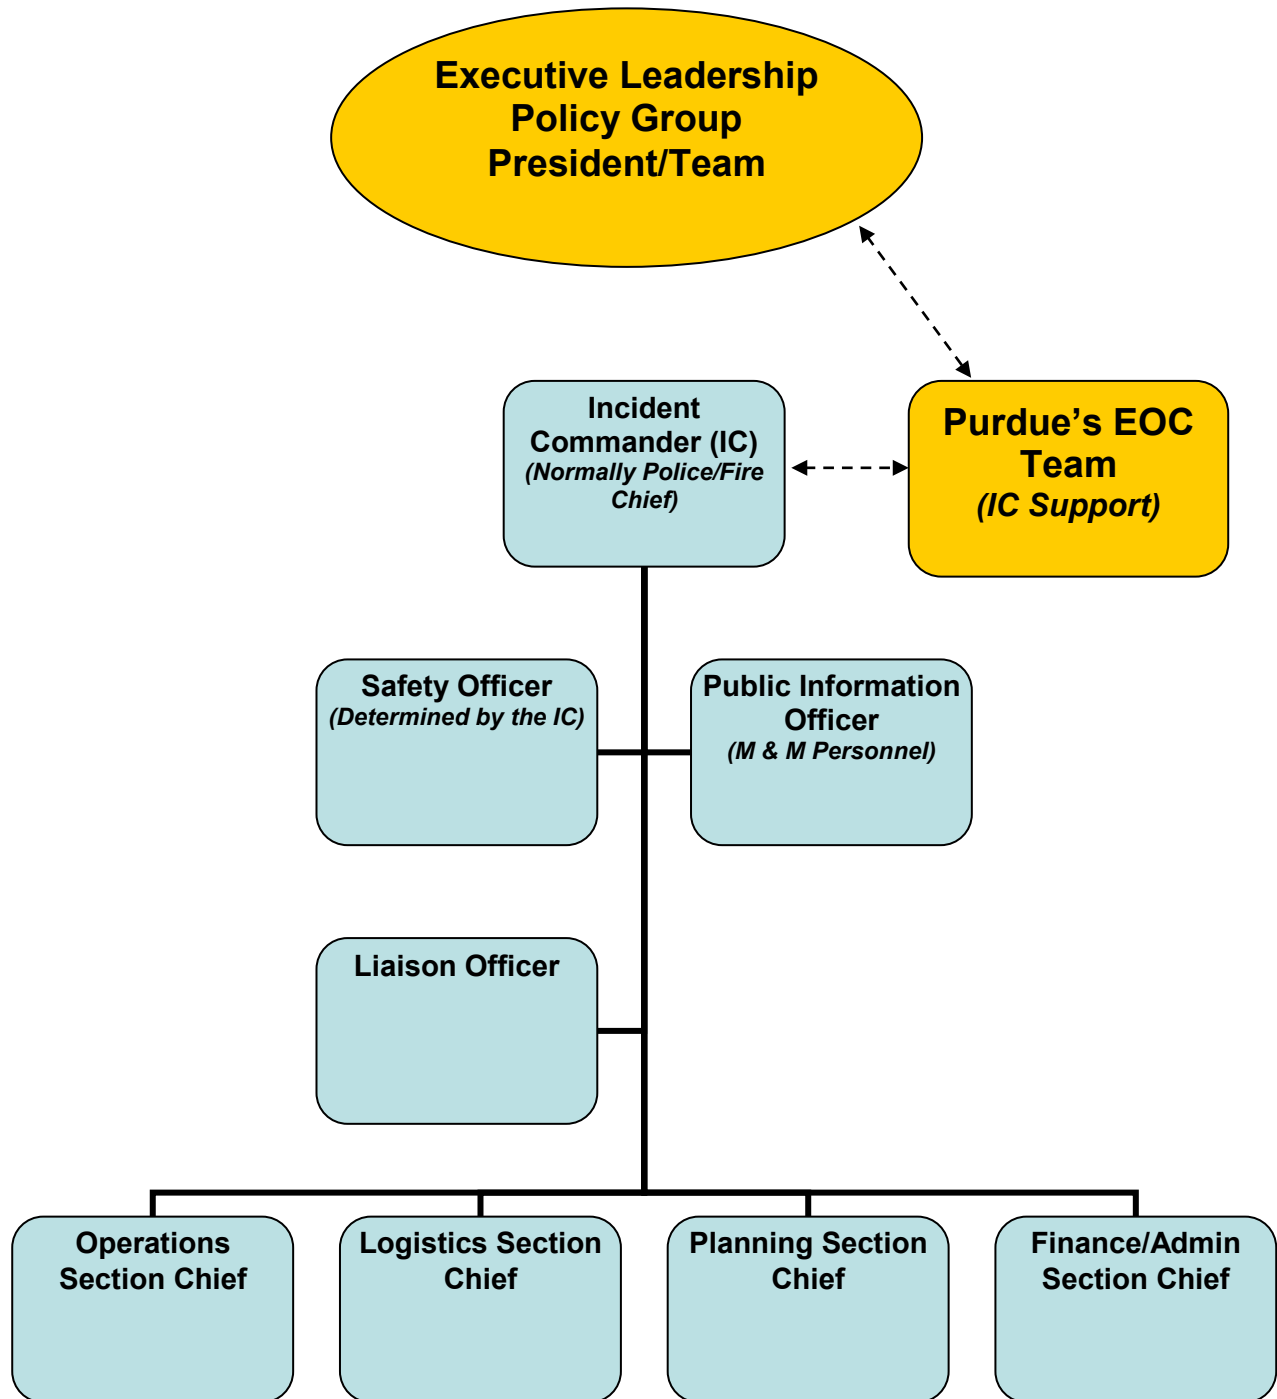 Executive Leadership
Policy Group
President/Team
Incident
Commander (IC)
(Normally Police/Fire
Chief)
Purdue’s EOC
Team
(IC Support)
Safety Officer
(Determined by the IC)
Public Information
Officer
(M & M Personnel)
Liaison Officer
Operations
Section Chief
Logistics Section
Chief
Planning Section
Chief
Finance/Admin
Section Chief